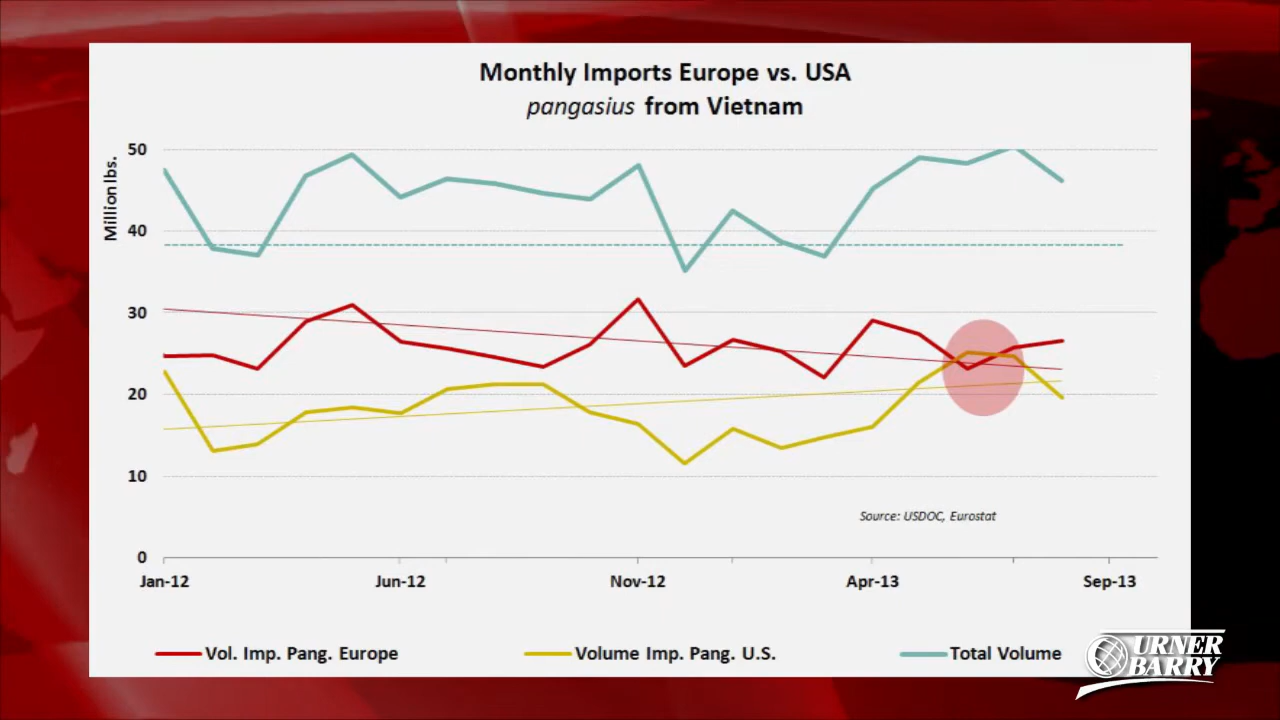 Monthly Imports Europe vs. USA
pangasius from Vietnam
Million lbs.
50
40
30
20
10
0
Source: USDOC, Eurostat
Jan-12
Jun-12
Nov-12
Apr-13
Sep-13
Vol. Imp. Pang. Europe
Volume Imp. Pang. U.S.
Total Volume
URNER
BARRY